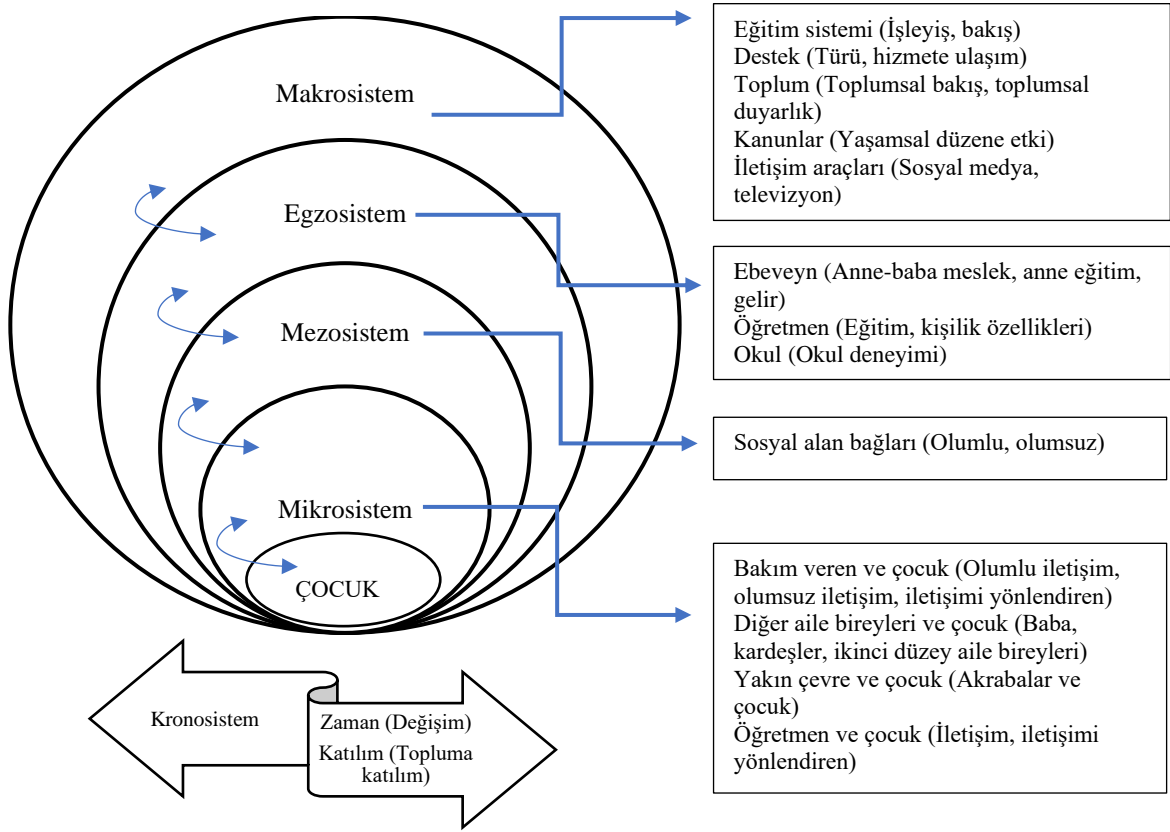 Makrosistem
Eğitim sistemi (İşleyiş, bakış)
Destek (Türü, hizmete ulaşım)
Toplum (Toplumsal bakış, toplumsal
duyarlık)
Kanunlar (Yaşamsal düzene etki)
İletişim araçları (Sosyal medya,
televizyon)
Egzosistem
Ebeveyn (Anne-baba meslek, anne eğitim,
gelir)
Öğretmen (Eğitim, kişilik özellikleri)
Okul (Okul deneyimi)
Mezosistem
Sosyal alan bağları (Olumlu, olumsuz)
Mikrosistem
Bakım veren ve çocuk (Olumlu iletişim,
olumsuz iletişim, iletişimi yönlendiren)
Diğer aile bireyleri ve çocuk (Baba,
kardeşler, ikinci düzey aile bireyleri)
Yakın çevre ve çocuk (Akrabalar ve
çocuk)
Öğretmen ve çocuk (İletişim, iletişimi
yönlendiren)
ÇOCUK
Kronosistem
Zaman (Değişim)
Katılım (Topluma
katılım)